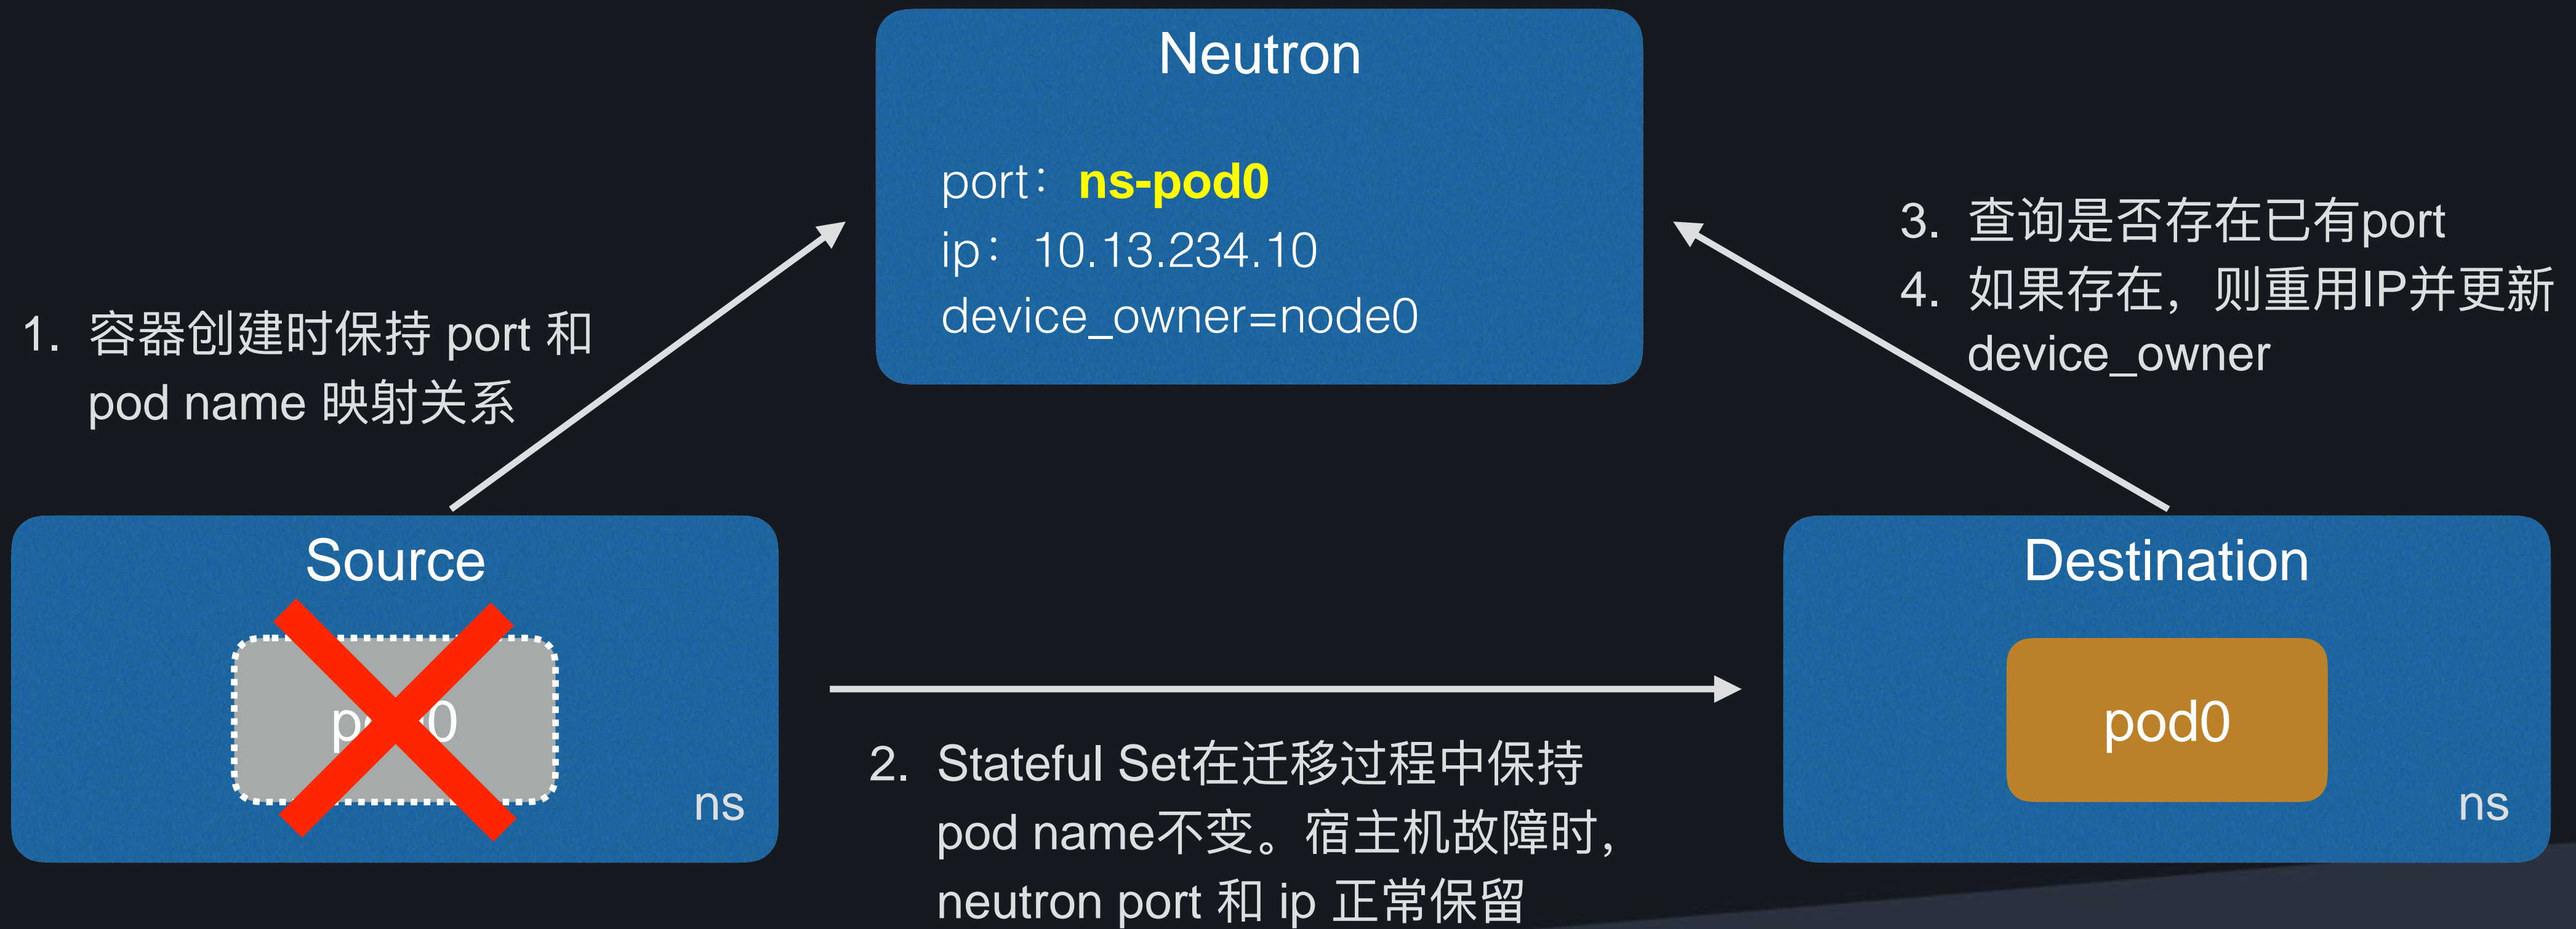 Neutron
port：ns-pod0
ip：10.13.234.10
device_owner=node0
1. 容器创建时保持 port 和
pod name 映射关系
3. 查询是否存在已有port
4. 如果存在，则重用IP并更新
device_owner
Source
ns
2. Stateful Set在迁移过程中保持
pod name不变。宿主机故障时，
neutron port 和 ip 正常保留
Destination
pod0
ns